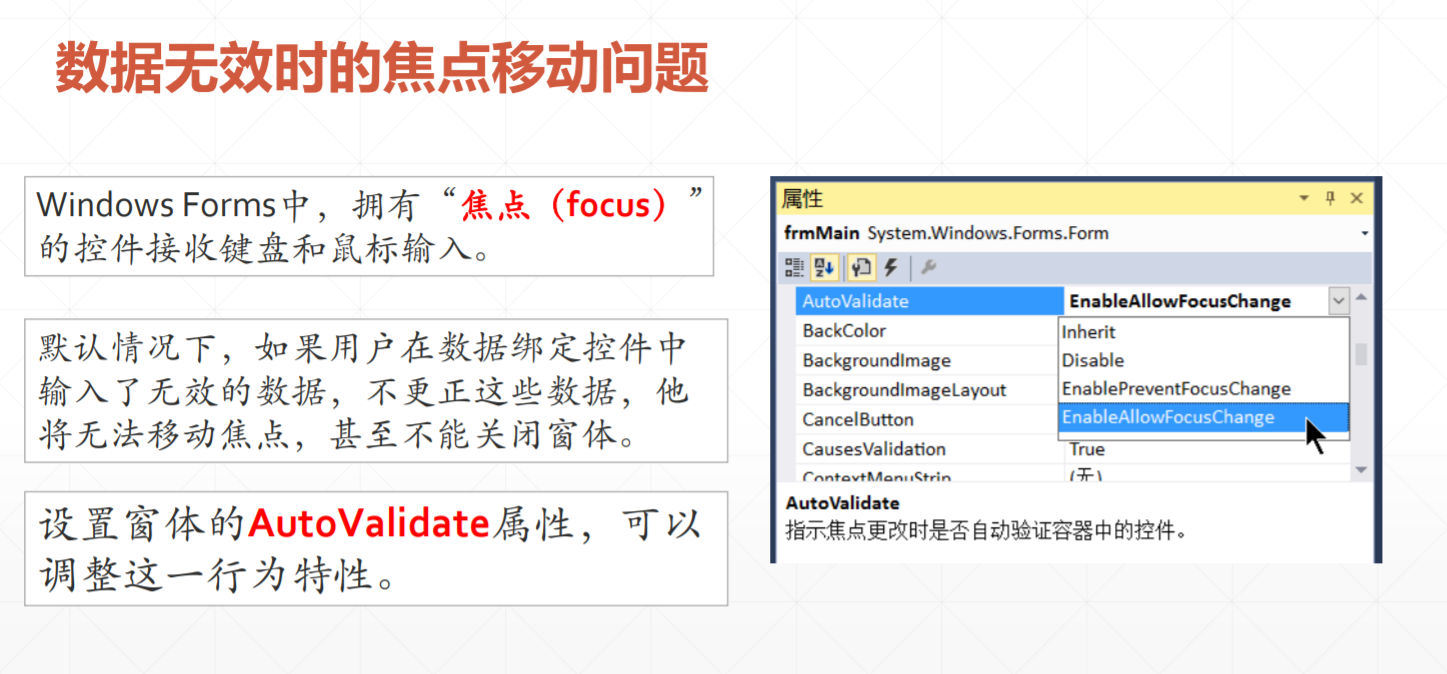 数据无效时的焦点移动问题
Windows Forms中，拥有“焦点（focus）”
的控件接收键盘和鼠标输入。
默认情况下，如果用户在数据绑定控件中
输入了无效的数据，不更正这些数据，他
将无法移动焦点，甚至不能关闭窗体。
设置窗体的AutoValidate属性，可以
调整这一行为特性。
属性
frmMain System.Windows.Forms.Form
AutoValidate EnableAllowFocusChange
BackColor Inherit
BackgroundImage Disable
BackgroundImageLayout EnablePreventFocusChange
CancelButton EnableAllowFocusChange
CausesValidation True
ContextMenuStrip (无)
AutoValidate
指示焦点更改时是否自动验证容器中的控件。